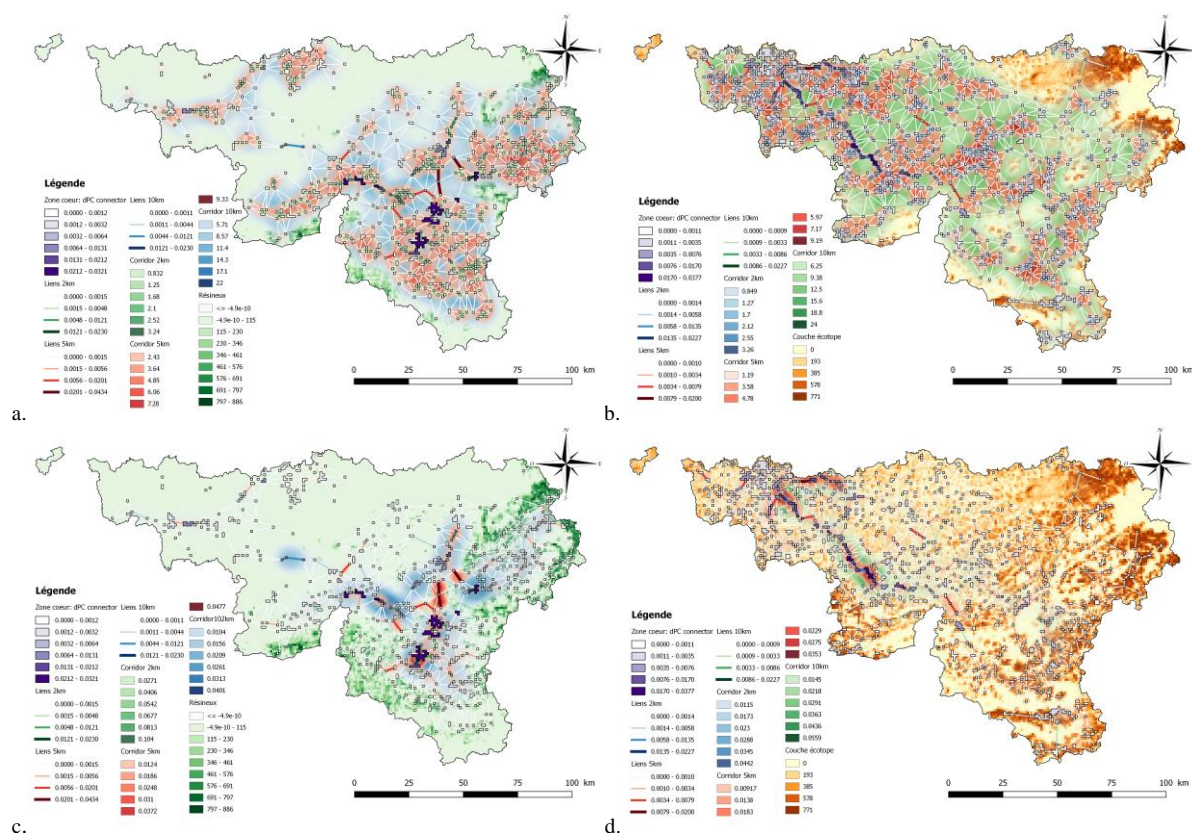 N
O
E
Légende
Zone coeur: dPC connector
0.0000 - 0.0012
0.0012 - 0.0032
0.0032 - 0.0064
0.0064 - 0.0131
0.0131 - 0.0212
0.0212 - 0.0321
Liens 2km
0.0000 - 0.0015
0.0015 - 0.0048
0.0048 - 0.0121
0.0121 - 0.0230
Liens 5km
0.0000 - 0.0015
0.0015 - 0.0056
0.0056 - 0.0201
0.0201 - 0.0434
Liens 10km
0.0000 - 0.0011
0.0011 - 0.0044
0.0044 - 0.0121
0.0121 - 0.0230
Corridor 2km
0.832
1.25
1.68
2.1
2.52
3.24
Corridor 5km
2.43
3.64
4.85
6.06
7.28
9.33
Corridor 10km
5.71
8.57
11.4
14.3
17.1
22
Résineux
<= -4.9e-10
-4.9e-10 - 115
115 - 230
230 - 346
346 - 461
461 - 576
576 - 691
691 - 797
797 - 886
0 25 50 75 100 km
a.
N
O
E
Légende
Zone coeur: dPC connector
0.0000 - 0.0011
0.0011 - 0.0035
0.0035 - 0.0076
0.0076 - 0.0170
0.0170 - 0.0377
Liens 2km
0.0000 - 0.0014
0.0014 - 0.0058
0.0058 - 0.0135
0.0135 - 0.0227
Liens 5km
0.0000 - 0.0010
0.0010 - 0.0034
0.0034 - 0.0079
0.0079 - 0.0200
Liens 10km
0.0000 - 0.0009
0.0009 - 0.0033
0.0033 - 0.0086
0.0086 - 0.0227
Corridor 2km
0.849
1.27
1.7
2.12
2.55
3.26
Corridor 5km
1.19
3.58
4.78
5.97
7.17
9.19
Corridor 10km
6.25
9.38
12.5
15.6
18.8
24
Couche écotope
0
193
385
578
771
0 25 50 75 100 km
b.
N
O
E
Légende
Zone coeur: dPC connector
0.0000 - 0.0012
0.0012 - 0.0032
0.0032 - 0.0064
0.0064 - 0.0131
0.0131 - 0.0212
0.0212 - 0.0321
Liens 2km
0.0000 - 0.0015
0.0015 - 0.0048
0.0048 - 0.0121
0.0121 - 0.0230
Liens 5km
0.0000 - 0.0015
0.0015 - 0.0056
0.0056 - 0.0201
0.0201 - 0.0434
Liens 10km
0.0000 - 0.0011
0.0011 - 0.0044
0.0044 - 0.0121
0.0121 - 0.0230
Corridor 2km
0.0271
0.0406
0.0542
0.0677
0.0813
0.104
Corridor 5km
0.0124
0.0186
0.0248
0.031
0.0372
0.0477
Corridor102km
0.0104
0.0156
0.0209
0.0261
0.0313
0.0401
Résineux
<= -4.9e-10
-4.9e-10 - 115
115 - 230
230 - 346
346 - 461
461 - 576
576 - 691
691 - 797
797 - 886
0 25 50 75 100 km
c.
N
O
E
Légende
Zone coeur: dPC connector
0.0000 - 0.0011
0.0011 - 0.0035
0.0035 - 0.0076
0.0076 - 0.0170
0.0170 - 0.0377
Liens 2km
0.0000 - 0.0014
0.0014 - 0.0058
0.0058 - 0.0135
0.0135 - 0.0227
Liens 5km
0.0000 - 0.0010
0.0010 - 0.0034
0.0034 - 0.0079
0.0079 - 0.0200
Liens 10km
0.0000 - 0.0009
0.0009 - 0.0033
0.0033 - 0.0086
0.0086 - 0.0227
Corridor 2km
0.0115
0.0173
0.023
0.0288
0.0345
0.0442
Corridor 5km
0.00917
0.0138
0.0183
0.0229
0.0275
0.0353
Corridor 10km
0.0145
0.0218
0.0291
0.0363
0.0436
0.0559
Couche écotope
0
193
385
578
771
0 25 50 75 100 km
d.